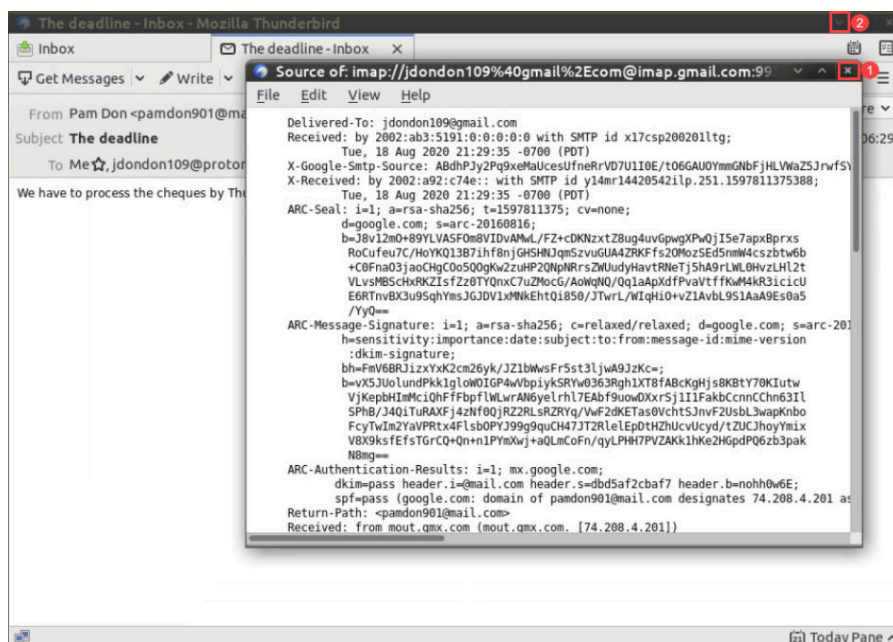 The deadline - Inbox - Mozilla Thunderbird
2
Inbox
The deadline - Inbox
Get Messages
Write
From Pam Don <pamdon901@ma
Subject The deadline
06:29
To Me, jdondon109@proton
We have to process the cheques by Thu
Source of: imap://jdondon109%40gmail%2Ecom@imap.gmail.com:993
1
File Edit View Help
Delivered-To: jdondon109@gmail.com
Received: by 2002:ab3:5191:0:0:0:0:0 with SMTP id x17csp200201ltg;
Tue, 18 Aug 2020 21:29:35 -0700 (PDT)
X-Google-Smtp-Source: ABdhPJy2Pq9xeMaUcesUfneRrVD7U1I0E/tO6GAUOYmmGNbFjHLVWaZ5JrwfSY
X-Received: by 2002:a92:c74e:: with SMTP id y14mr14420542ilp.251.1597811375388;
Tue, 18 Aug 2020 21:29:35 -0700 (PDT)
ARC-Seal: i=1; a=rsa-sha256; t=1597811375; cv=none;
d=google.com; s=arc-20160816;
b=J8v12mO+89YLVASFOm8VIDvAMwL/FZ+cDKNzxtZ8ug4uvGpwgXPwQjI5e7apxBprxs
RoCufeu7C/HoYKQ13B7ihf8njGHSHNJqmSzvuGUA4ZRKFfs2OMozSEd5nmW4cszbtw6b
+C0FnaO3jaoCHgCOo5QOgKw2zuHP2QNpNRrsZWUudyHavtRNeTj5hA9rLWL0HvzLHl2t
VLvsMBScHxRKZIsfZz0TYQnxC7uZMocG/AoWqNQ/Qq1aApXdfPvaVtffKwM4kR3icicU
E6RTnvBX3u9SqhYmsJGJDV1xMNkEhtQi850/JTwrL/WIqHiO+vZ1AvbL9S1AaA9Es0a5
/YyQ==
ARC-Message-Signature: i=1; a=rsa-sha256; c=relaxed/relaxed; d=google.com; s=arc-201
h=sensitivity:importance:date:subject:to:from:message-id:mime-version
:dkim-signature;
bh=FmV6BRJizxYxK2cm26yk/JZ1bWwsFr5st3ljwA9JzKc=;
b=vX5JUolundPkk1gloWOIGP4wVbpiykSRYw0363Rgh1XT8fABcKgHjs8KBtY70KIutw
VjKepbHImMciQhFfFbpflWLwrAN6yelrhl7EAbf9uowDXxrSj1I1FakbCcnnCChn63Il
SPhB/J4QiTuRAXFj4zNf0QjRZ2RLsRZRYq/VwF2dKETas0VchtSJnvF2UsbL3wapKnbo
FcyTwIm2YaVPRtx4FlsbOPYJ99g9quCH47JT2RlelEpDtHZhUcvUcyd/tZUCJhoyYmix
V8X9ksfEfsTGrCQ+Qn+n1PYmXwj+aQLmCoFn/qyLPHH7PVZAKk1hKe2HGpdPQ6zb3pak
N8mg==
ARC-Authentication-Results: i=1; mx.google.com;
dkim=pass header.i=@mail.com header.s=dbd5af2cbaf7 header.b=nohh0w6E;
spf=pass (google.com: domain of pamdon901@mail.com designates 74.208.4.201 as
Return-Path: <pamdon901@mail.com>
Received: from mout.gmx.com (mout.gmx.com. [74.208.4.201])
Today Pane